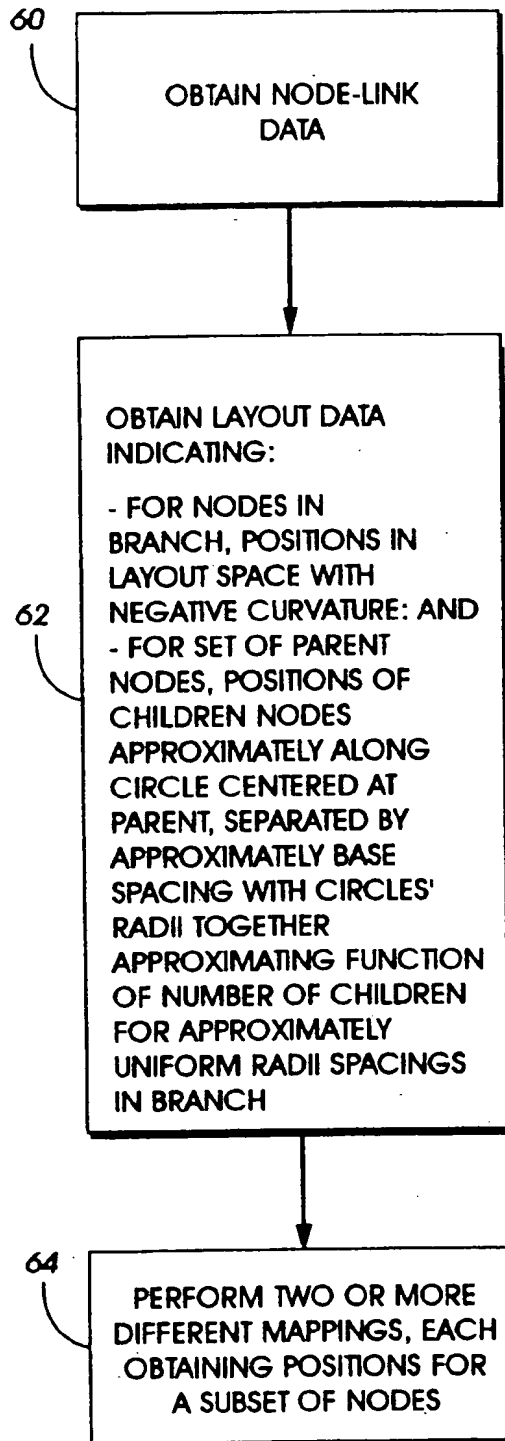 60
OBTAIN NODE-LINK
DATA
OBTAIN LAYOUT DATA
INDICATING:
- FOR NODES IN
BRANCH, POSITIONS IN
LAYOUT SPACE WITH
NEGATIVE CURVATURE: AND
- FOR SET OF PARENT
NODES, POSITIONS OF
CHILDREN NODES
APPROXIMATELY ALONG
CIRCLE CENTERED AT
PARENT, SEPARATED BY
APPROXIMATELY BASE
SPACING WITH CIRCLES'
RADII TOGETHER
APPROXIMATING FUNCTION
OF NUMBER OF CHILDREN
FOR APPROXIMATELY
UNIFORM RADII SPACINGS
IN BRANCH
62
64
PERFORM TWO OR MORE
DIFFERENT MAPPINGS, EACH
OBTAINING POSITIONS FOR
A SUBSET OF NODES